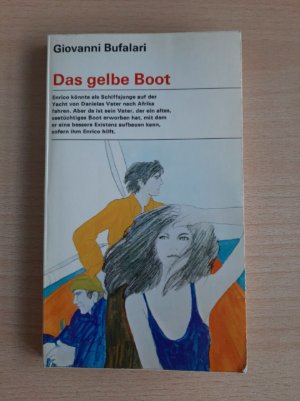 Giovanni Bufalari
Das gelbe Boot
Enrico könnte als Schiffsjunge auf der
Yacht von Danielas Vater nach Afrika
fahren. Aber da ist sein Vater, der ein altes,
seetüchtiges Boot erworben hat, mit dem
er eine bessere Existenz aufbauen kann,
sofern ihm Enrico hilft.